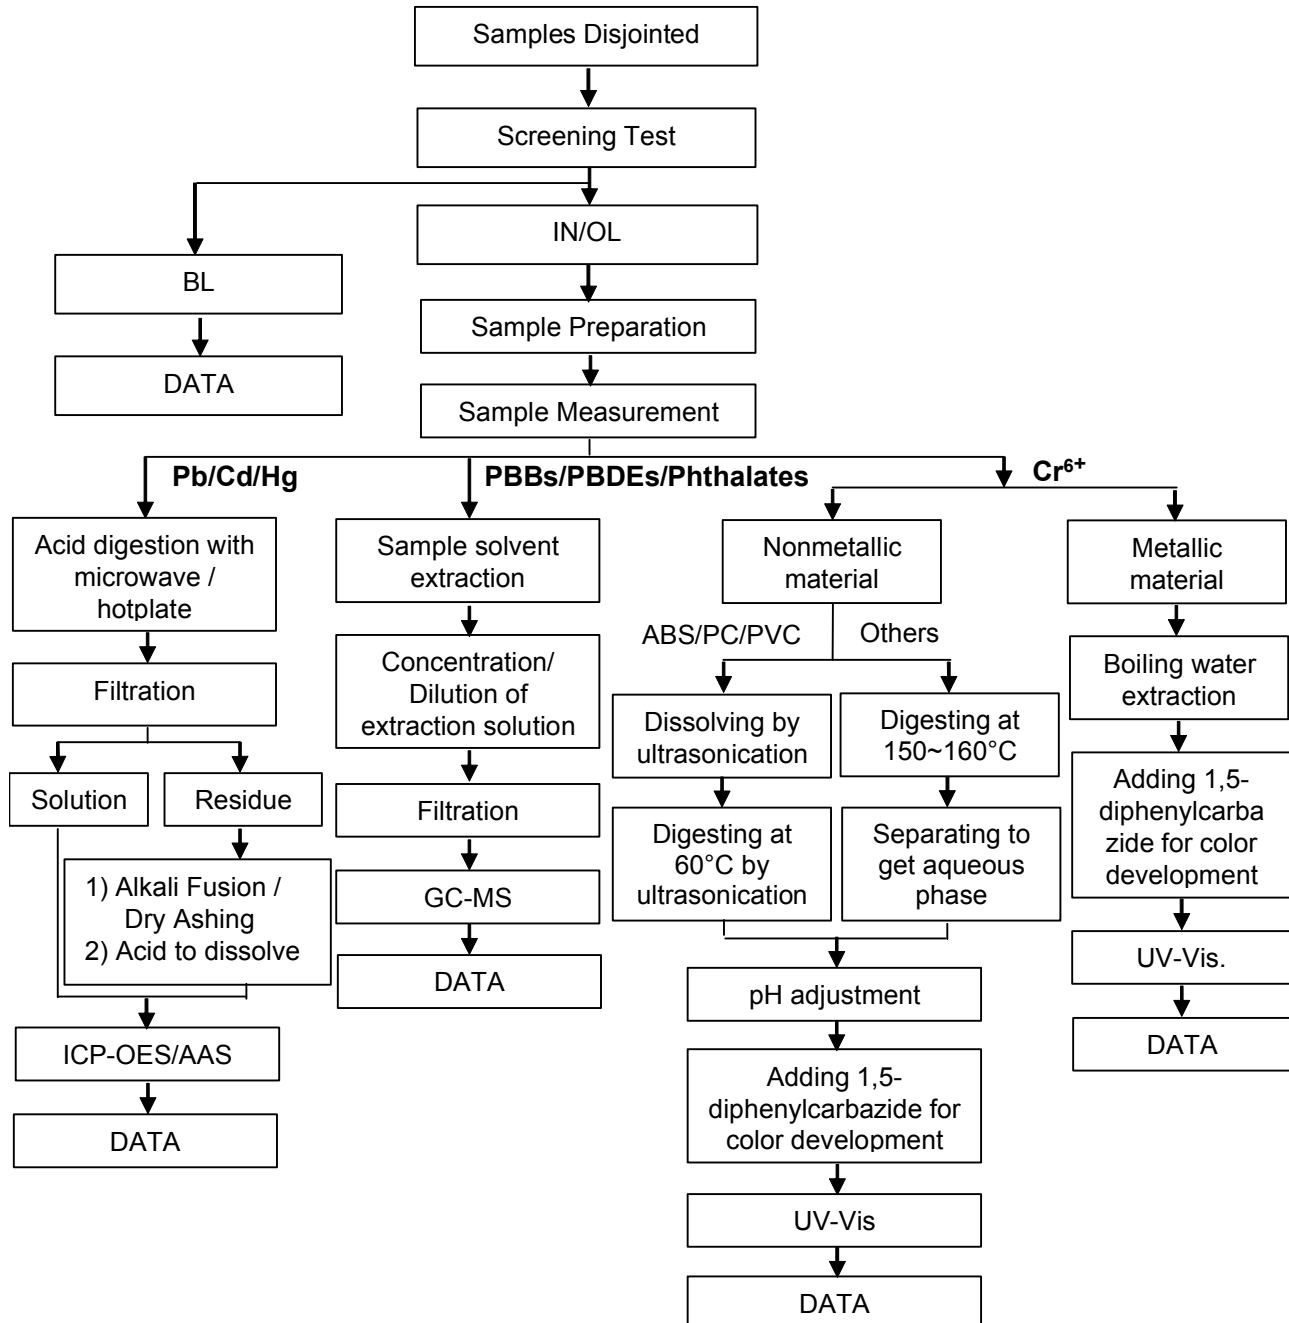 Samples Disjointed
Screening Test
IN/OL
BL
Sample Preparation
DATA
Sample Measurement
Pb/Cd/Hg
PBBs/PBDEs/Phthalates
Cr⁶⁺
Acid digestion with
microwave /
hotplate
Filtration
Solution
Residue
1) Alkali Fusion /
Dry Ashing
2) Acid to dissolve
ICP-OES/AAS
DATA
Sample solvent
extraction
Concentration/
Dilution of
extraction solution
Filtration
GC-MS
DATA
Nonmetallic
material
ABS/PC/PVC
Others
Dissolving by
ultrasonication
Digesting at
60°C by
ultrasonication
Digesting at
150~160°C
Separating to
get aqueous
phase
pH adjustment
Adding 1,5-
diphenylcarbazide for
color development
UV-Vis
DATA
Metallic
material
Boiling water
extraction
Adding 1,5-
diphenylcarba
zide for color
development
UV-Vis.
DATA